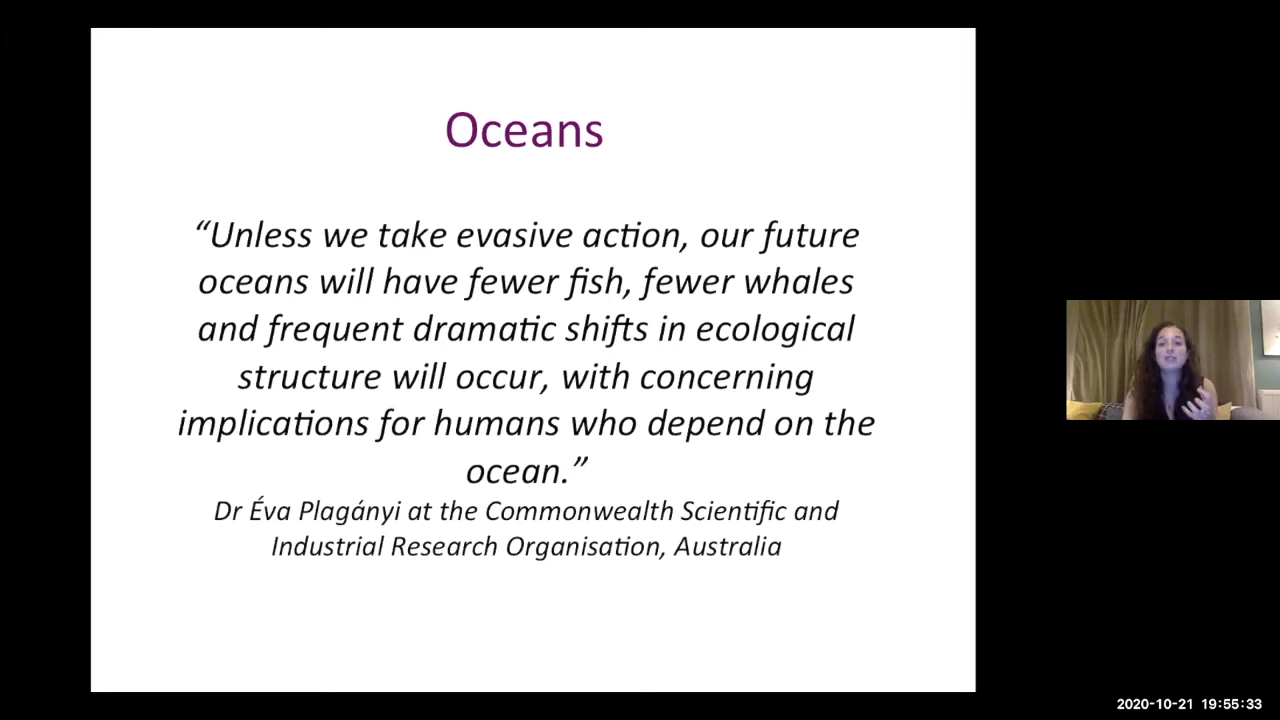 Oceans
“Unless we take evasive action, our future
oceans will have fewer fish, fewer whales
and frequent dramatic shifts in ecological
structure will occur, with concerning
implications for humans who depend on the
ocean.”
Dr Éva Plagányi at the Commonwealth Scientific and
Industrial Research Organisation, Australia
2020-10-21 19:55:33